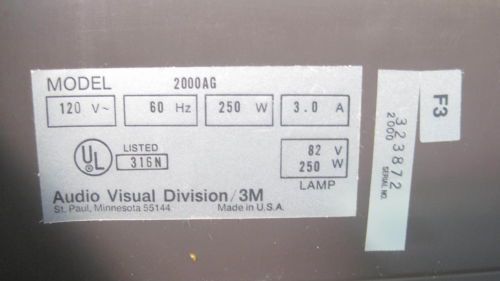 MODEL 2000AG
120 V~ 60 Hz 250 W 3.0 A
UL LISTED 316N
82 V
250 W
LAMP
Audio Visual Division/3M
St. Paul, Minnesota 55144 Made in U.S.A.
F3
323872
2000
SERIAL NO.